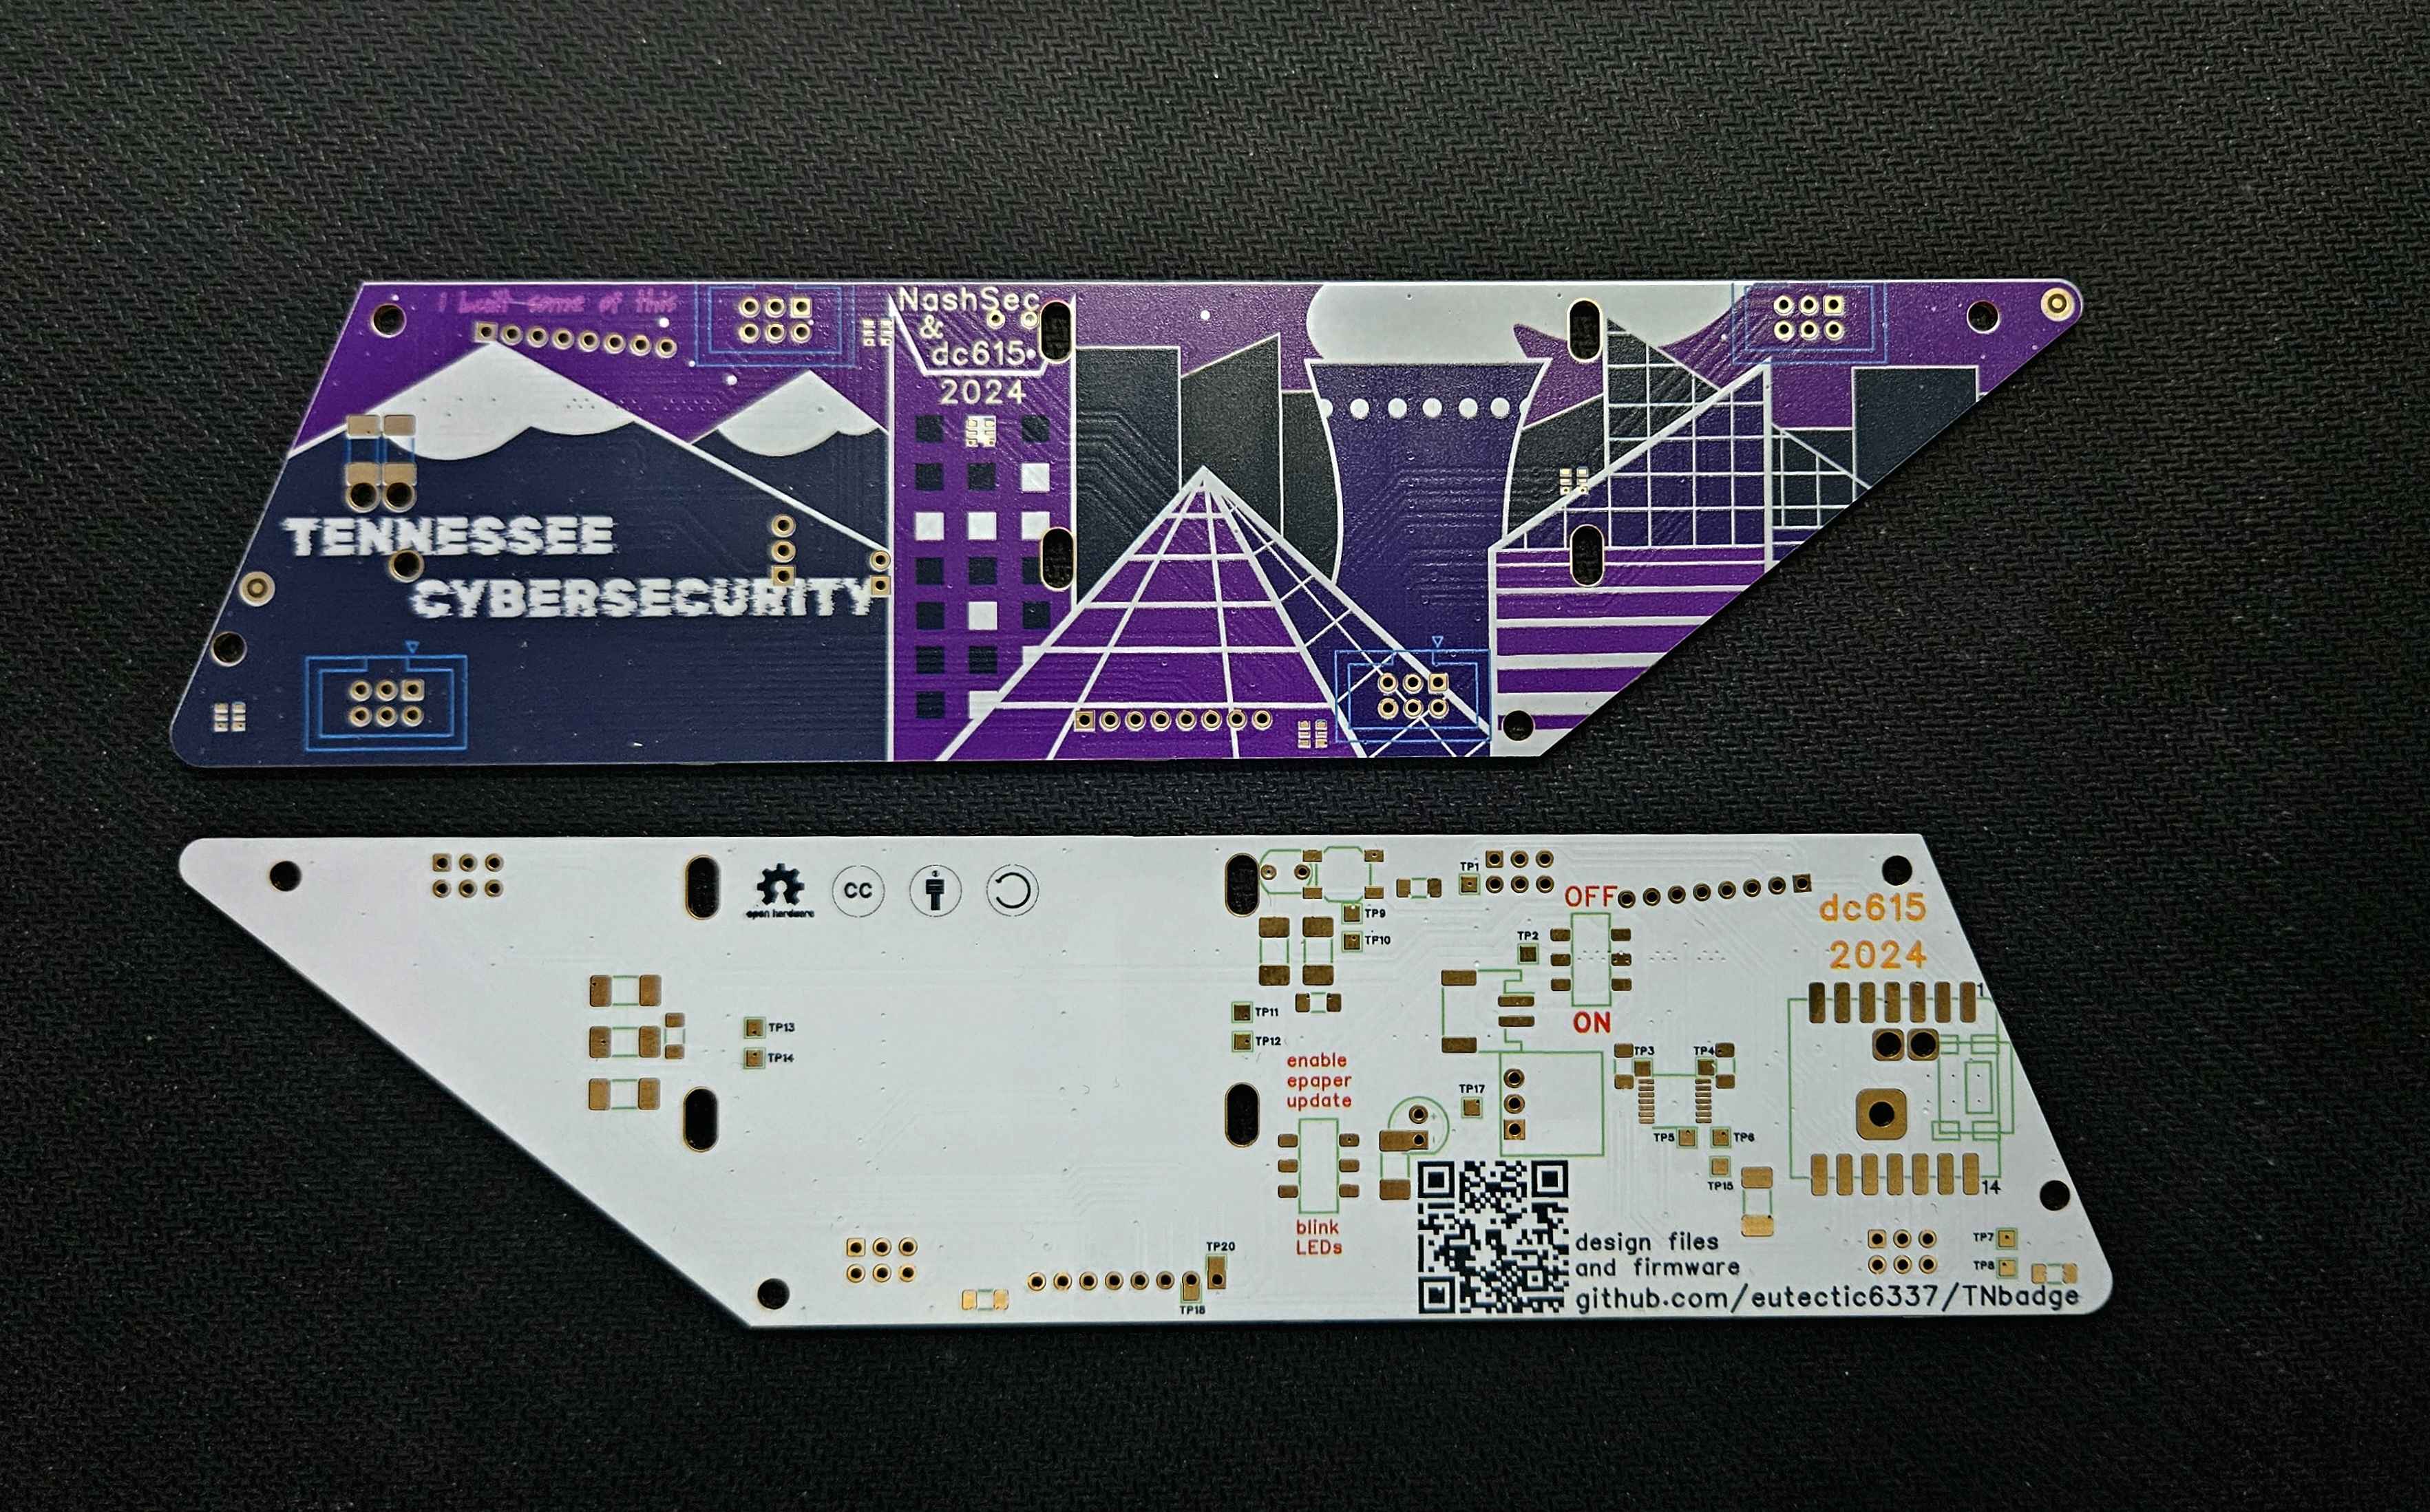 I built some of this
NashSec
&
dc615
2024
TENNESSEE
CYBERSECURITY
open hardware
CC
TP1
OFF
TP9
TP10
dc615
2024
TP2
1
TP11
TP12
ON
TP13
TP14
enable
epaper
update
TP3
TP4
TP17
TP5
TP6
TP15
14
blink
LEDs
TP20
TP18
design files
and firmware
github.com/eutectic6337/TNbadge
TP7
TP8